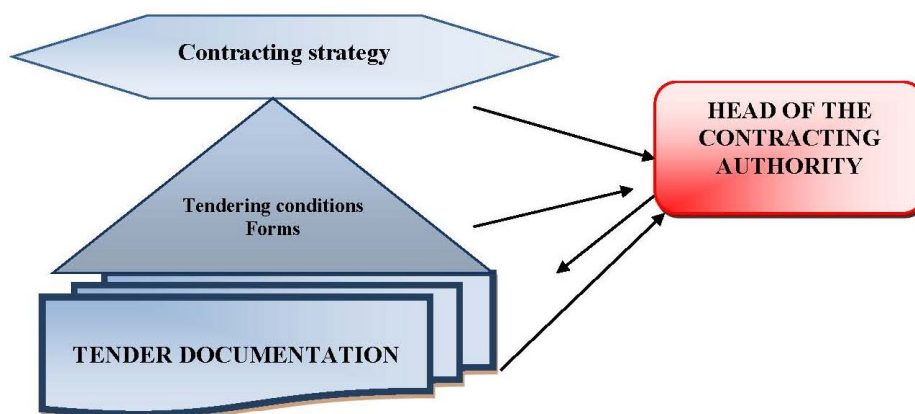 Contracting strategy
HEAD OF THE
CONTRACTING
AUTHORITY
Tendering conditions
Forms
TENDER DOCUMENTATION